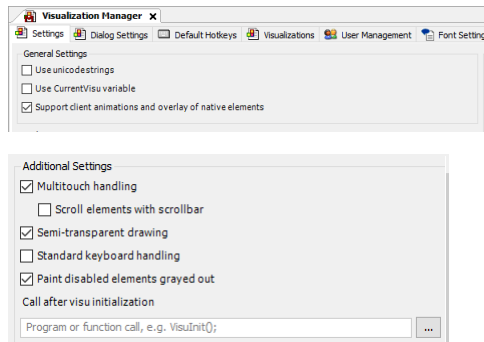 Visualization Manager x
Settings Dialog Settings Default Hotkeys Visualizations User Management Font Setting
General Settings
Use unicodestrings
Use CurrentVisu variable
Support client animations and overlay of native elements
Additional Settings
Multitouch handling
Scroll elements with scrollbar
Semi-transparent drawing
Standard keyboard handling
Paint disabled elements grayed out
Call after visu initialization
Program or function call, e.g. VisuInit();
...